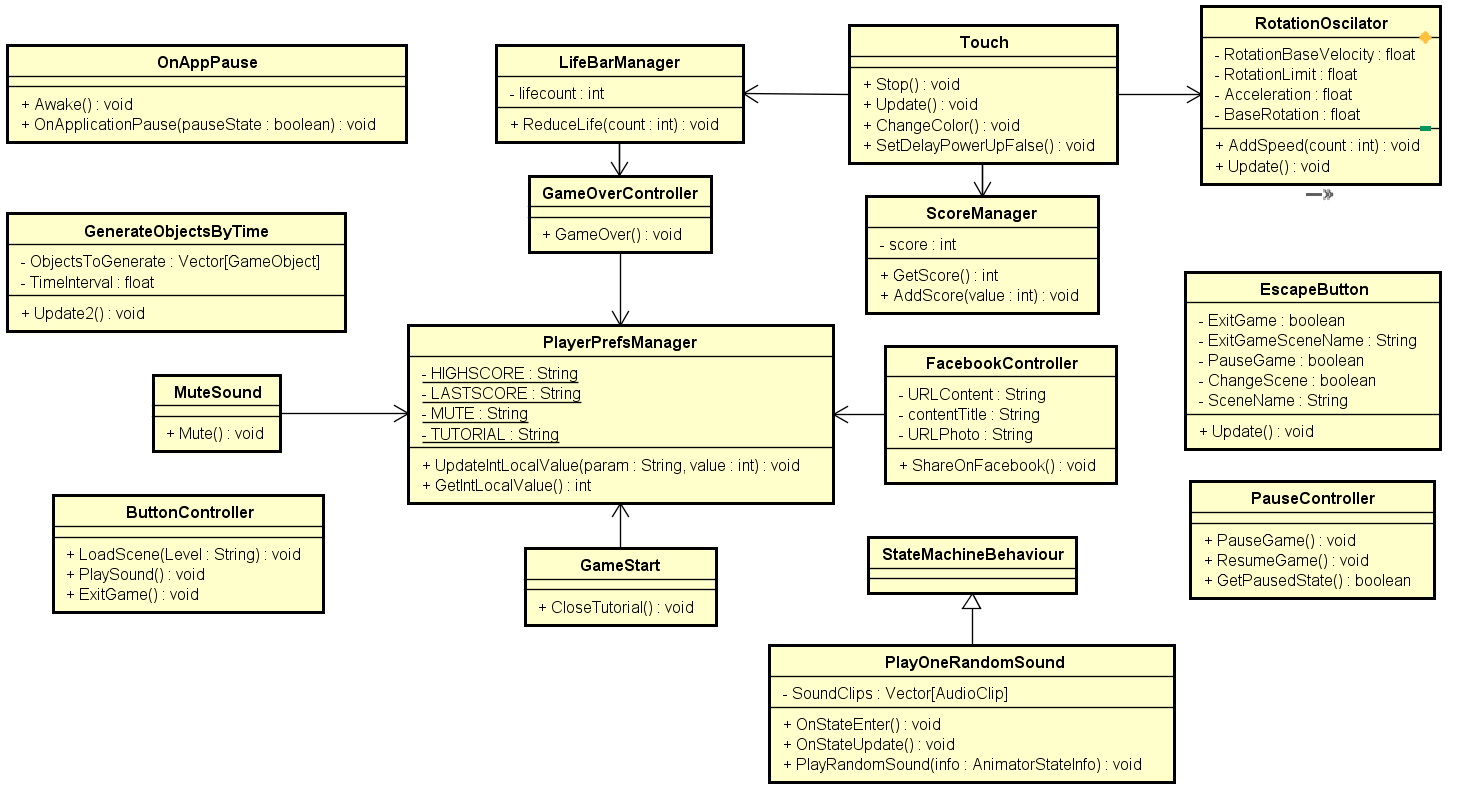 OnAppPause
+ Awake() : void
+ OnApplicationPause(pauseState : boolean) : void
LifeBarManager
- lifecount : int
+ ReduceLife(count : int) : void
Touch
+ Stop() : void
+ Update() : void
+ ChangeColor() : void
+ SetDelayPowerUpFalse() : void
RotationOscilator
- RotationBaseVelocity : float
- RotationLimit : float
- Acceleration : float
- BaseRotation : float
+ AddSpeed(count : int) : void
+ Update() : void
GameOverController
+ GameOver() : void
ScoreManager
- score : int
+ GetScore() : int
+ AddScore(value : int) : void
GenerateObjectsByTime
- ObjectsToGenerate : Vector[GameObject]
- TimeInterval : float
+ Update2() : void
EscapeButton
- ExitGame : boolean
- ExitGameSceneName : String
- PauseGame : boolean
- ChangeScene : boolean
- SceneName : String
+ Update() : void
PlayerPrefsManager
- HIGHSCORE : String
- LASTSCORE : String
- MUTE : String
- TUTORIAL : String
+ UpdateIntLocalValue(param : String, value : int) : void
+ GetIntLocalValue() : int
FacebookController
- URLContent : String
- contentTitle : String
- URLPhoto : String
+ ShareOnFacebook() : void
MuteSound
+ Mute() : void
ButtonController
+ LoadScene(Level : String) : void
+ PlaySound() : void
+ ExitGame() : void
GameStart
+ CloseTutorial() : void
StateMachineBehaviour
PauseController
+ PauseGame() : void
+ ResumeGame() : void
+ GetPausedState() : boolean
PlayOneRandomSound
- SoundClips : Vector[AudioClip]
+ OnStateEnter() : void
+ OnStateUpdate() : void
+ PlayRandomSound(info : AnimatorStateInfo) : void